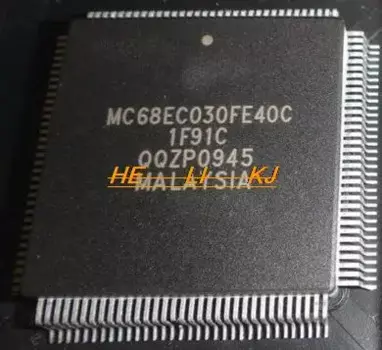 MC68EC030FE40C
1F91C
QQZP0945
MALAYSIA
HE LI KJ